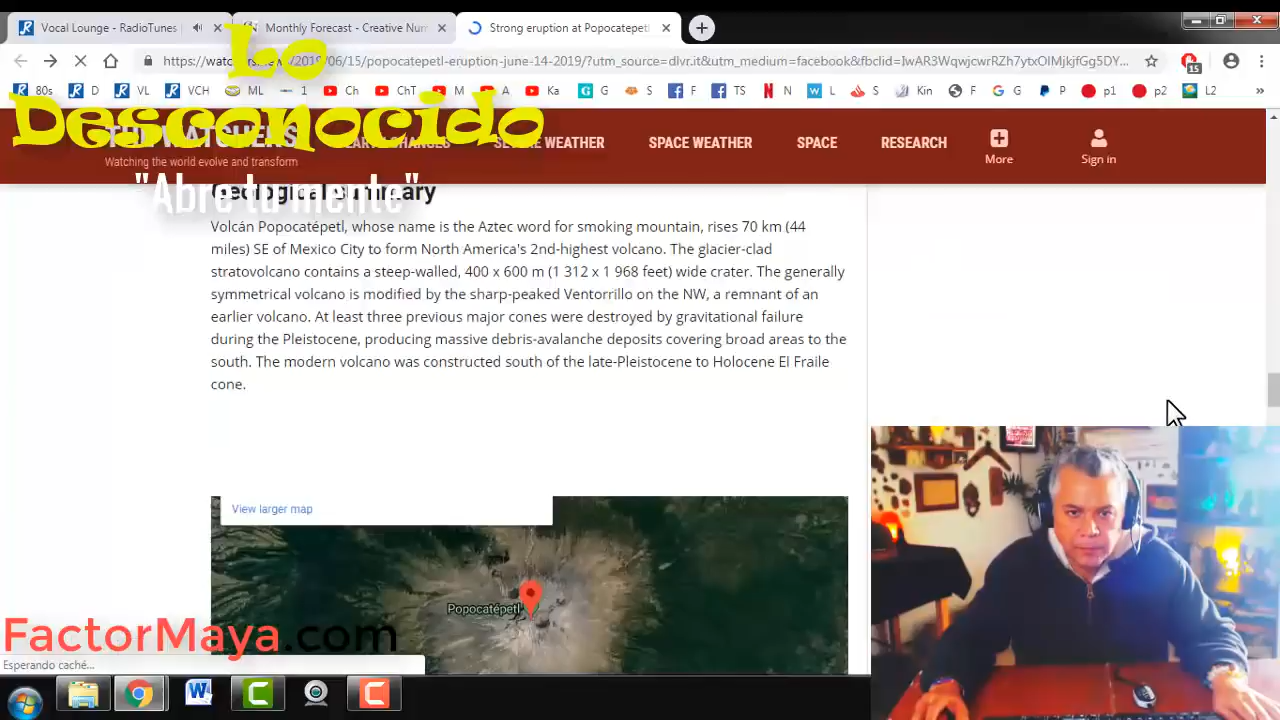 Vocal Lounge - RadioTunes
Monthly Forecast - Creative Num
Strong eruption at Popocatepetl
/2019/06/15/popocatepetl-eruption-june-14-2019/?utm_source=dlvr.it&utm_medium=facebook&fbclid=
15
80s D VL VCH ML 1 Ch ChT M A Ka G S F TS N L S Kin F G P p1 p2 L2 »
Lo
Desconocido
"Abre tu mente"
THE WATCHERS
Watching the world evolve and transform
WEATHER
SPACE WEATHER
SPACE
RESEARCH
More
Sign in
Volcán Popocatépetl, whose name is the Aztec word for smoking mountain, rises 70 km (44
miles) SE of Mexico City to form North America's 2nd-highest volcano. The glacier-clad
stratovolcano contains a steep-walled, 400 x 600 m (1 312 x 1 968 feet) wide crater. The generally
symmetrical volcano is modified by the sharp-peaked Ventorrillo on the NW, a remnant of an
earlier volcano. At least three previous major cones were destroyed by gravitational failure
during the Pleistocene, producing massive debris-avalanche deposits covering broad areas to the
south. The modern volcano was constructed south of the late-Pleistocene to Holocene El Fraile
cone.
View larger map
Popocatépetl
FactorMaya.com
Esperando caché...